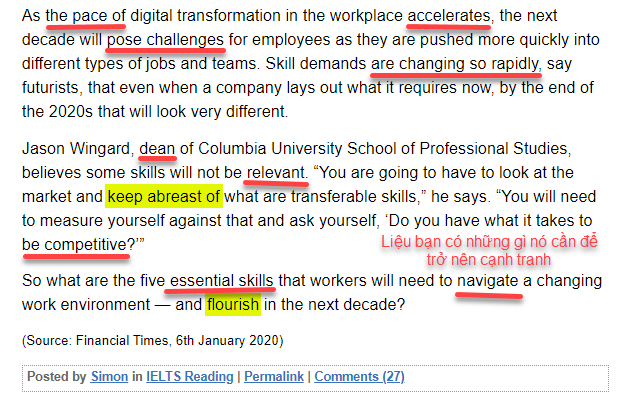 As the pace of digital transformation in the workplace accelerates, the next
decade will pose challenges for employees as they are pushed more quickly into
different types of jobs and teams. Skill demands are changing so rapidly, say
futurists, that even when a company lays out what it requires now, by the end of
the 2020s that will look very different.
Jason Wingard, dean of Columbia University School of Professional Studies,
believes some skills will not be relevant. “You are going to have to look at the
market and keep abreast of what are transferable skills,” he says. “You will need
to measure yourself against that and ask yourself, ‘Do you have what it takes to
be competitive?’”
Liệu bạn có những gì nó cần để
trở nên cạnh tranh
So what are the five essential skills that workers will need to navigate a changing
work environment — and flourish in the next decade?
(Source: Financial Times, 6th January 2020)
Posted by Simon in IELTS Reading | Permalink | Comments (27)